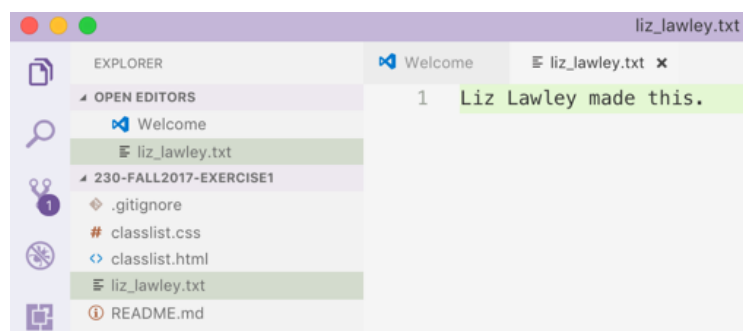 liz_lawley.txt
EXPLORER
OPEN EDITORS
Welcome
liz_lawley.txt
230-FALL2017-EXERCISE1
.gitignore
# classlist.css
<> classlist.html
liz_lawley.txt
README.md
1
Welcome
liz_lawley.txt ×
1 Liz Lawley made this.